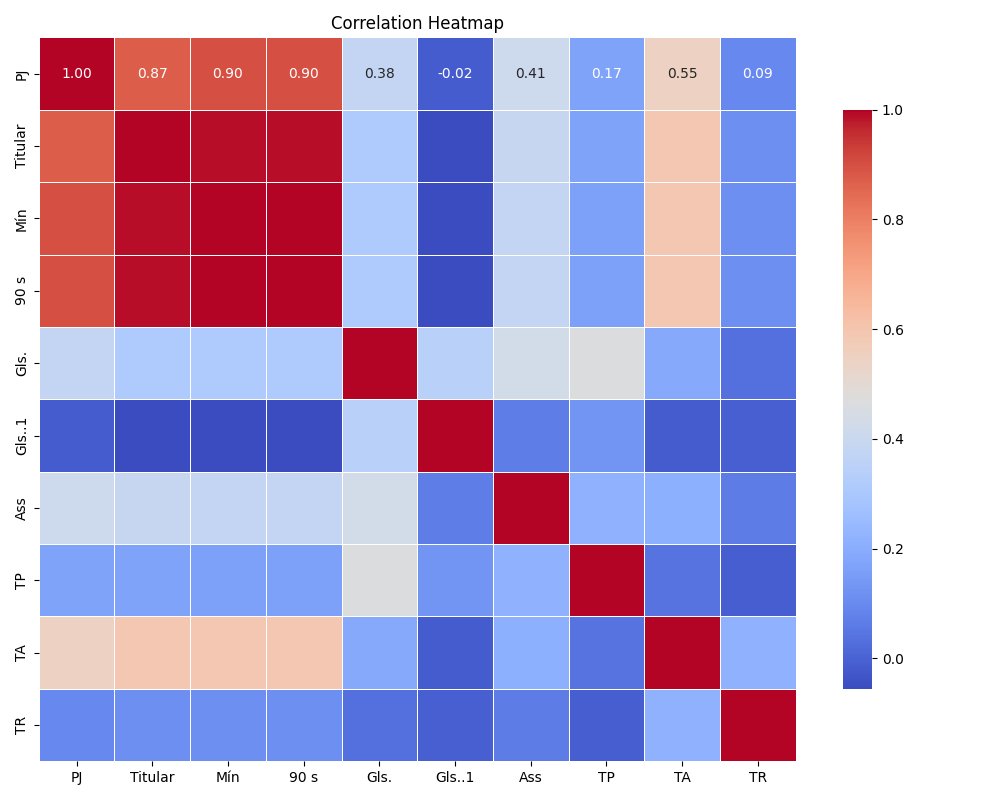 Correlation Heatmap
PJ 1.00 0.87 0.90 0.90 0.38 -0.02 0.41 0.17 0.55 0.09
Titular
Mín
90 s
Gls.
Gls..1
Ass
TP
TA
TR
PJ Titular Mín 90 s Gls. Gls..1 Ass TP TA TR
1.0
0.8
0.6
0.4
0.2
0.0